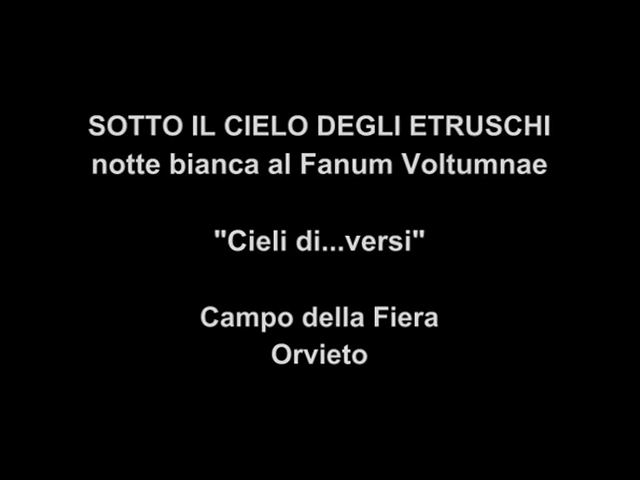 SOTTO IL CIELO DEGLI ETRUSCHI
notte bianca al Fanum Voltumnae
"Cieli di...versi"
Campo della Fiera
Orvieto